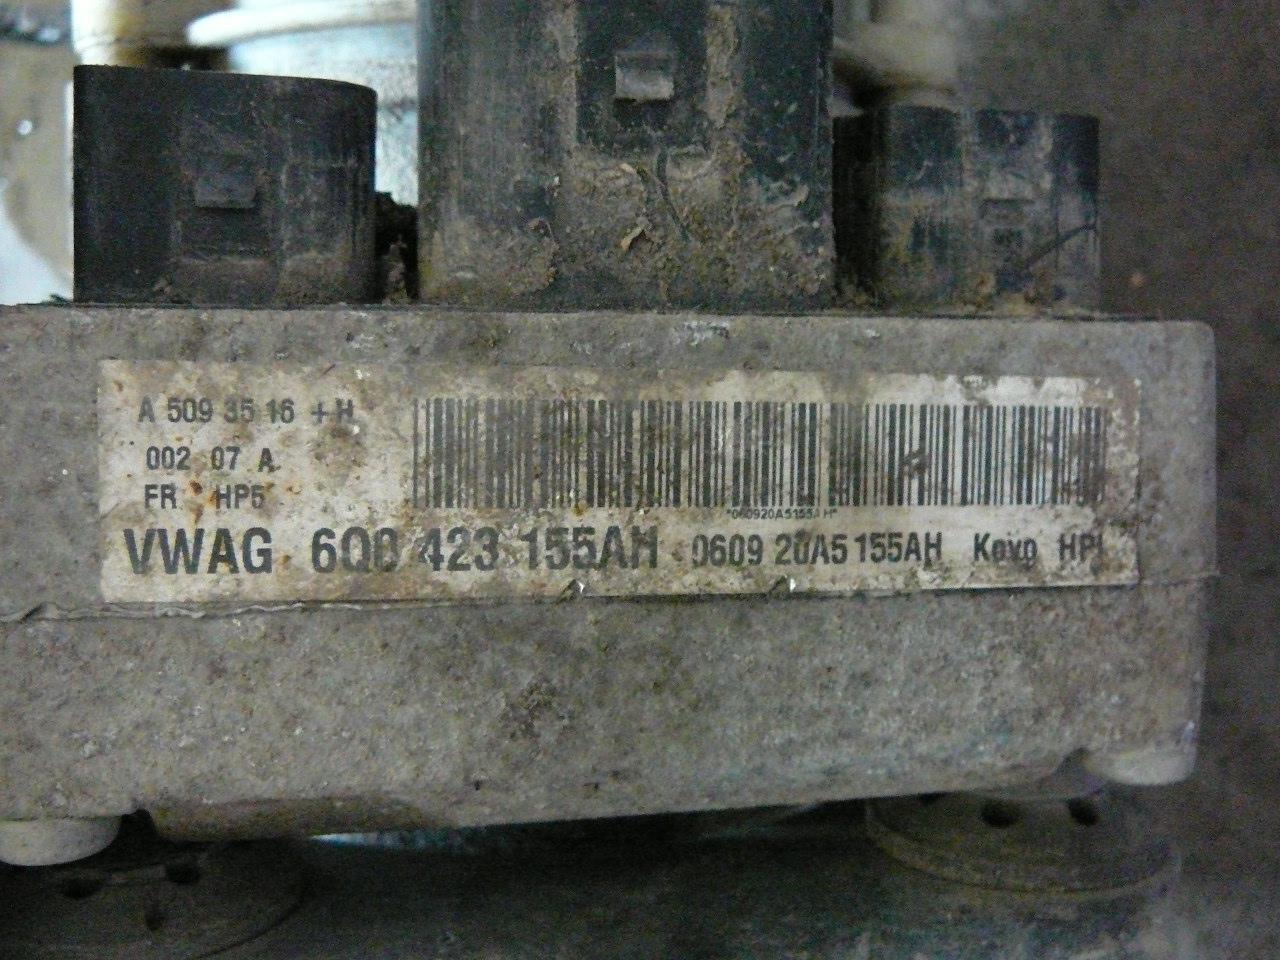 A 509 35 16 + H
002 07 A
FR HP5
*060920A5155AH*
VWAG 6Q0 423 155AH 0609 20A5 155AH Koyo HPI